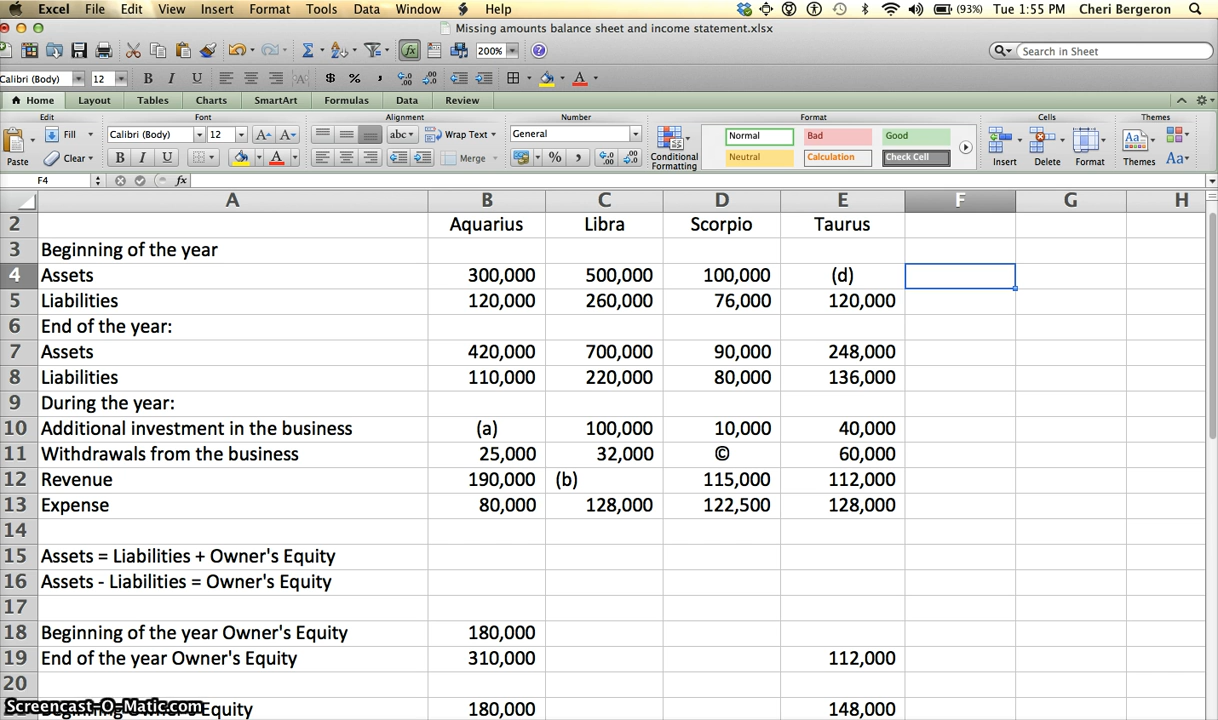 Excel File Edit View Insert Format Tools Data Window Help (93%) Tue 1:55 PM Cheri Bergeron
Missing amounts balance sheet and income statement.xlsx
200% Search in Sheet
Calibri (Body) 12 B I U $ % ,
Home Layout Tables Charts SmartArt Formulas Data Review
Edit Font Alignment Number Format Cells Themes
Fill Calibri (Body) 12 A A abc Wrap Text General Normal Bad Good
Paste Clear B I U A Merge % , Conditional Formatting Neutral Calculation Check Cell Insert Delete Format Themes Aa
F4 fx
A B C D E F G H
2 Aquarius Libra Scorpio Taurus
3 Beginning of the year
4 Assets 300,000 500,000 100,000 (d)
5 Liabilities 120,000 260,000 76,000 120,000
6 End of the year:
7 Assets 420,000 700,000 90,000 248,000
8 Liabilities 110,000 220,000 80,000 136,000
9 During the year:
10 Additional investment in the business (a) 100,000 10,000 40,000
11 Withdrawals from the business 25,000 32,000 © 60,000
12 Revenue 190,000 (b) 115,000 112,000
13 Expense 80,000 128,000 122,500 128,000
14
15 Assets = Liabilities + Owner's Equity
16 Assets - Liabilities = Owner's Equity
17
18 Beginning of the year Owner's Equity 180,000
19 End of the year Owner's Equity 310,000 112,000
20
Screencast-O-Matic.com
Equity 180,000 148,000